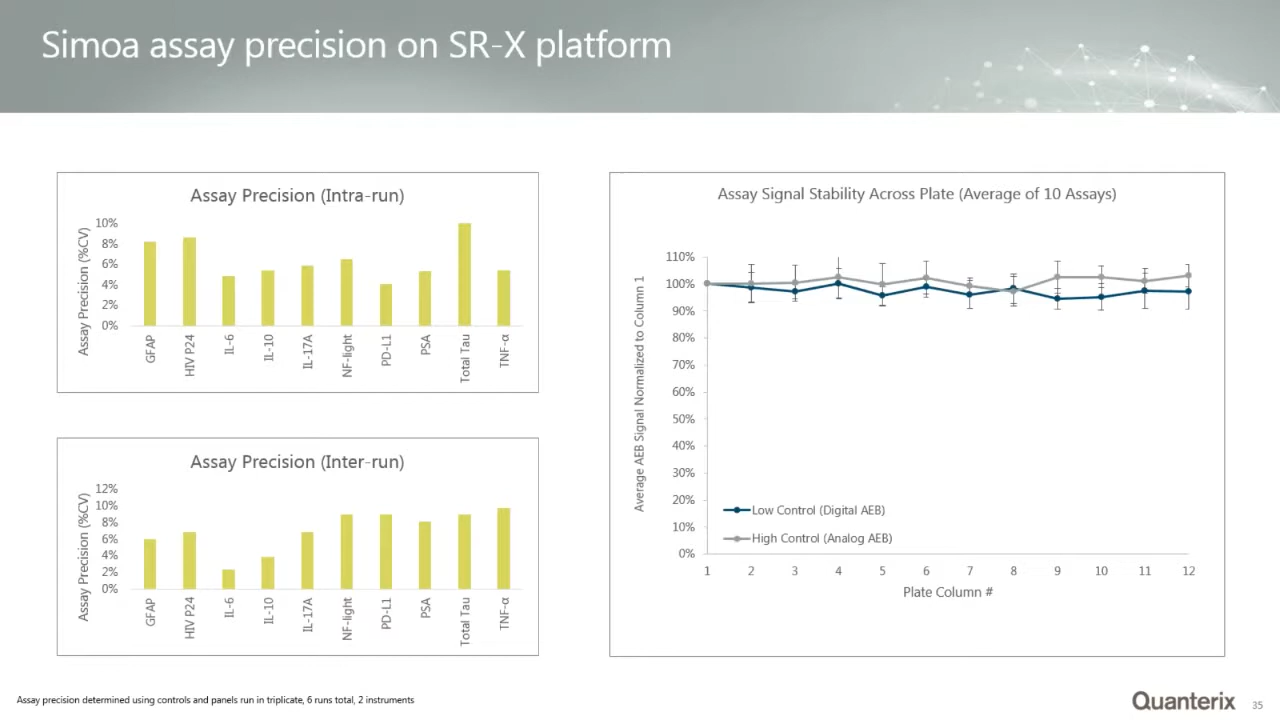 Simoa assay precision on SR-X platform
Assay Precision (Intra-run)
Assay Precision (%CV)
10%
8%
6%
4%
2%
0%
GFAP
HIV P24
IL-6
IL-10
IL-17A
NF-light
PD-L1
PSA
Total Tau
TNF-α
Assay Precision (Inter-run)
Assay Precision (%CV)
12%
10%
8%
6%
4%
2%
0%
GFAP
HIV P24
IL-6
IL-10
IL-17A
NF-light
PD-L1
PSA
Total Tau
TNF-α
Assay Signal Stability Across Plate (Average of 10 Assays)
Average AEB Signal Normalized to Column 1
110%
100%
90%
80%
70%
60%
50%
40%
30%
20%
10%
0%
Low Control (Digital AEB)
High Control (Analog AEB)
1 2 3 4 5 6 7 8 9 10 11 12
Plate Column #
Assay precision determined using controls and panels run in triplicate, 6 runs total, 2 instruments
Quanterix
35